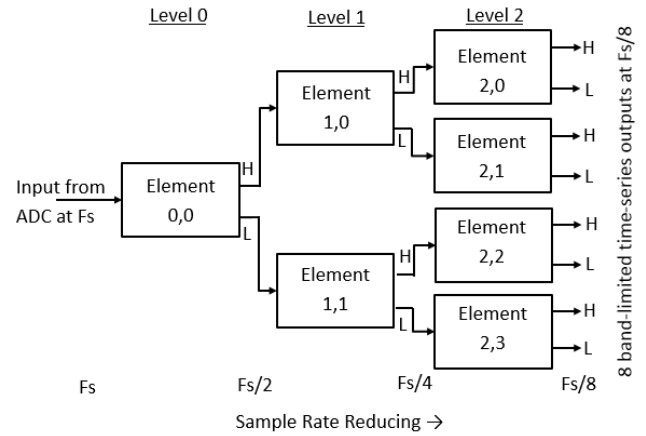 Level 0
Level 1
Level 2
Input from
ADC at Fs
Element
0,0
H
L
Element
1,0
H
L
Element
1,1
H
L
Element
2,0
H
L
Element
2,1
H
L
Element
2,2
H
L
Element
2,3
H
L
8 band-limited time-series outputs at Fs/8
Fs
Fs/2
Fs/4
Fs/8
Sample Rate Reducing →